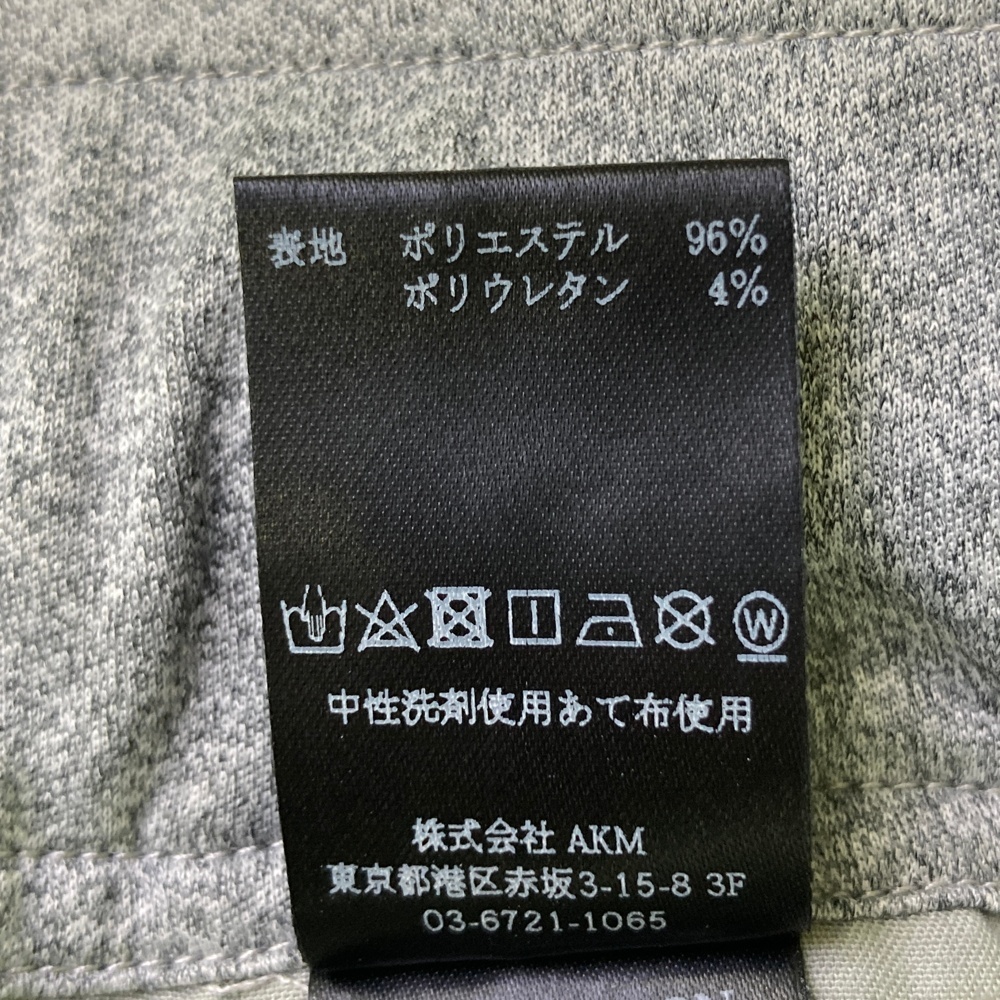 表地 ポリエステル 96%
ポリウレタン 4%
W
中性洗剤使用あて布使用
株式会社 AKM
東京都港区赤坂3-15-8 3F
03-6721-1065